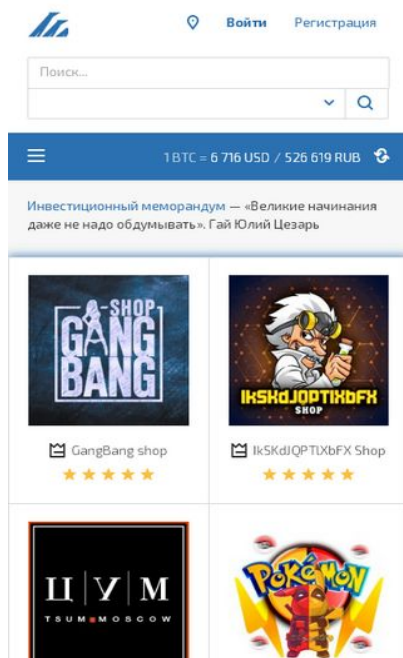 Войти Регистрация
Поиск...
1 BTC = 6 716 USD / 526 619 RUB
Инвестиционный меморандум — «Великие начинания
даже не надо обдумывать». Гай Юлий Цезарь
A-SHOP
GANG
BANG
IKSKdJQPTIXbFX
SHOP
GangBang shop
IkSKdJQPTlXbFX Shop
Ц|У|М
TSUM MOSCOW
POKéMON